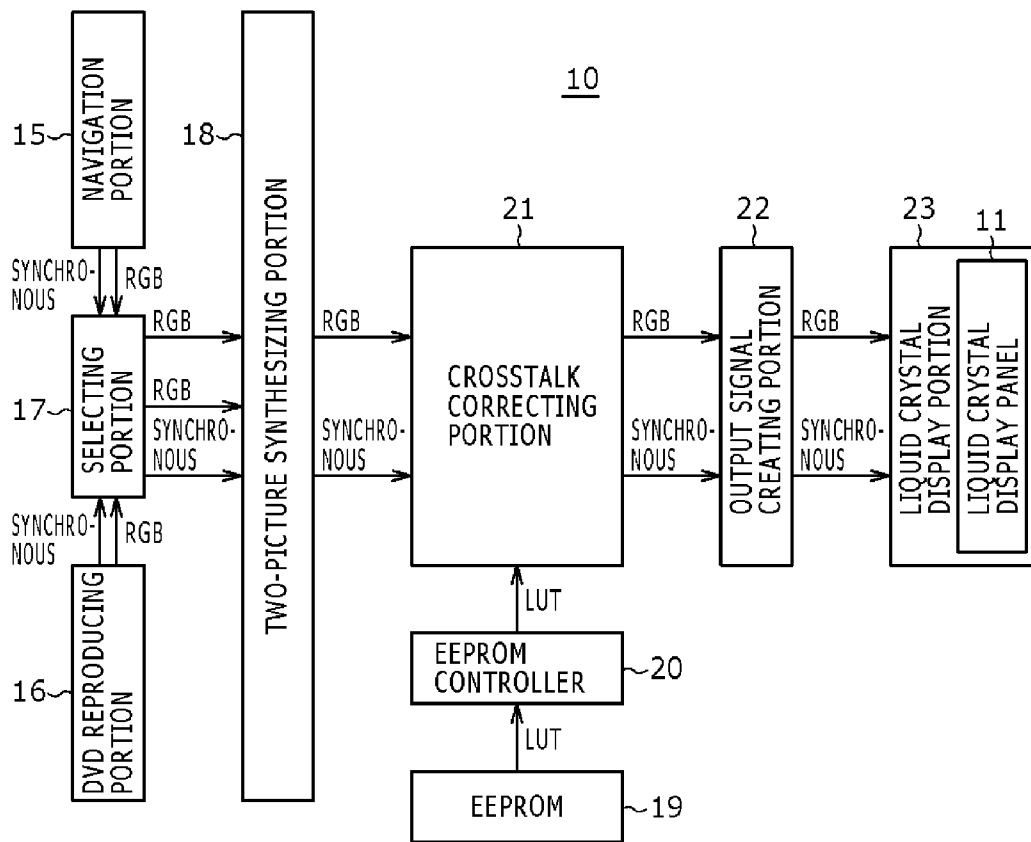 10
15
NAVIGATION
PORTION
18
TWO-PICTURE SYNTHESIZING PORTION
SYNCHRO-
NOUS
RGB
17
SELECTING
PORTION
RGB
RGB
SYNCHRO-
NOUS
SYNCHRO-
NOUS
RGB
16
DVD REPRODUCING
PORTION
RGB
SYNCHRO-
NOUS
21
CROSSTALK
CORRECTING
PORTION
RGB
SYNCHRO-
NOUS
22
OUTPUT SIGNAL
CREATING PORTION
RGB
SYNCHRO-
NOUS
23
LIQUID CRYSTAL
DISPLAY PORTION
11
LIQUID CRYSTAL
DISPLAY PANEL
LUT
EEPROM
CONTROLLER
20
LUT
EEPROM
19